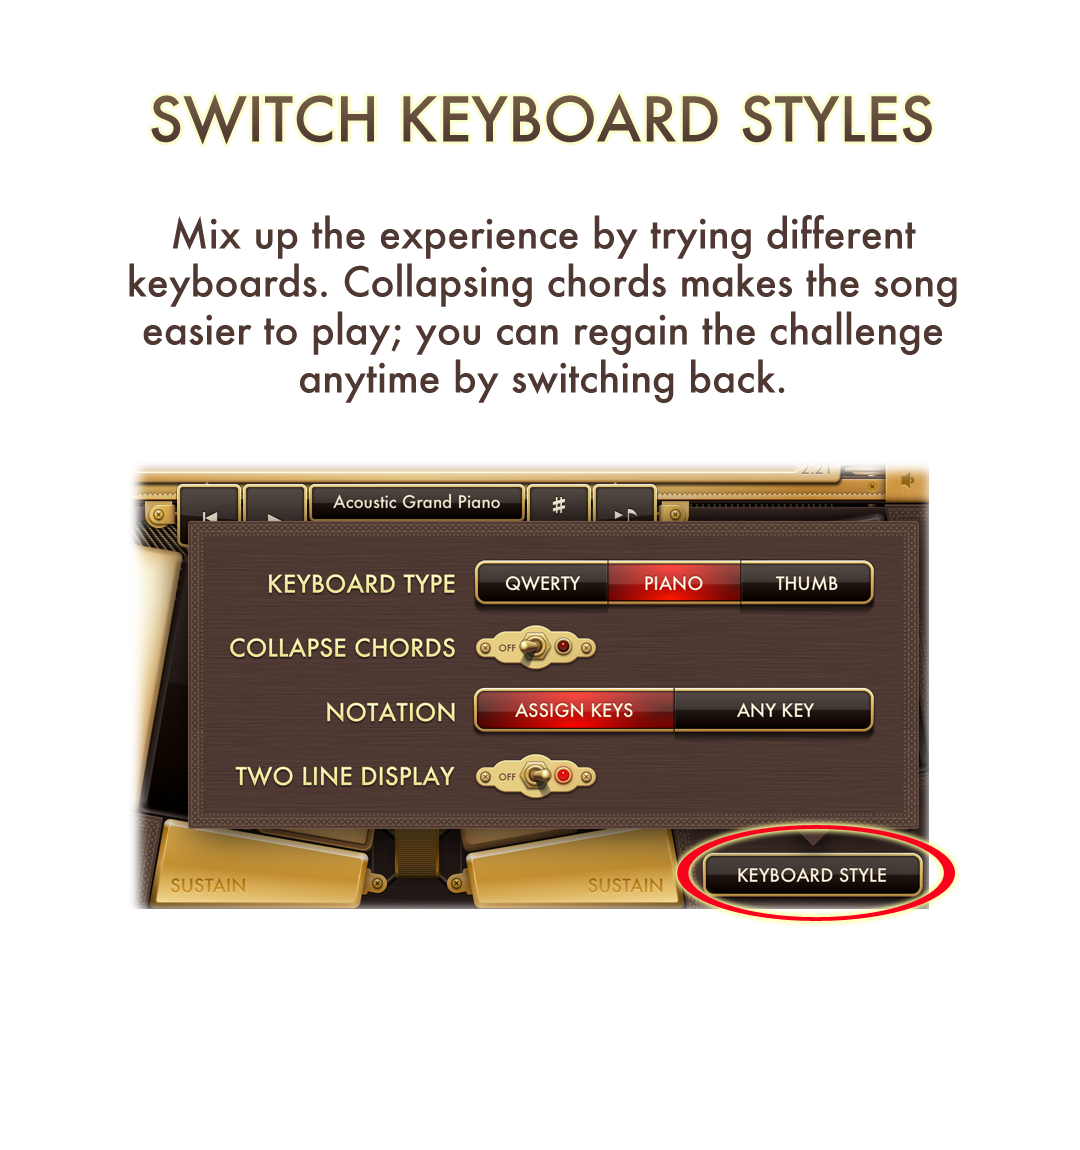 SWITCH KEYBOARD STYLES
Mix up the experience by trying different
keyboards. Collapsing chords makes the song
easier to play; you can regain the challenge
anytime by switching back.
2:21
Acoustic Grand Piano
KEYBOARD TYPE QWERTY PIANO THUMB
COLLAPSE CHORDS OFF
NOTATION ASSIGN KEYS ANY KEY
TWO LINE DISPLAY OFF
SUSTAIN SUSTAIN KEYBOARD STYLE